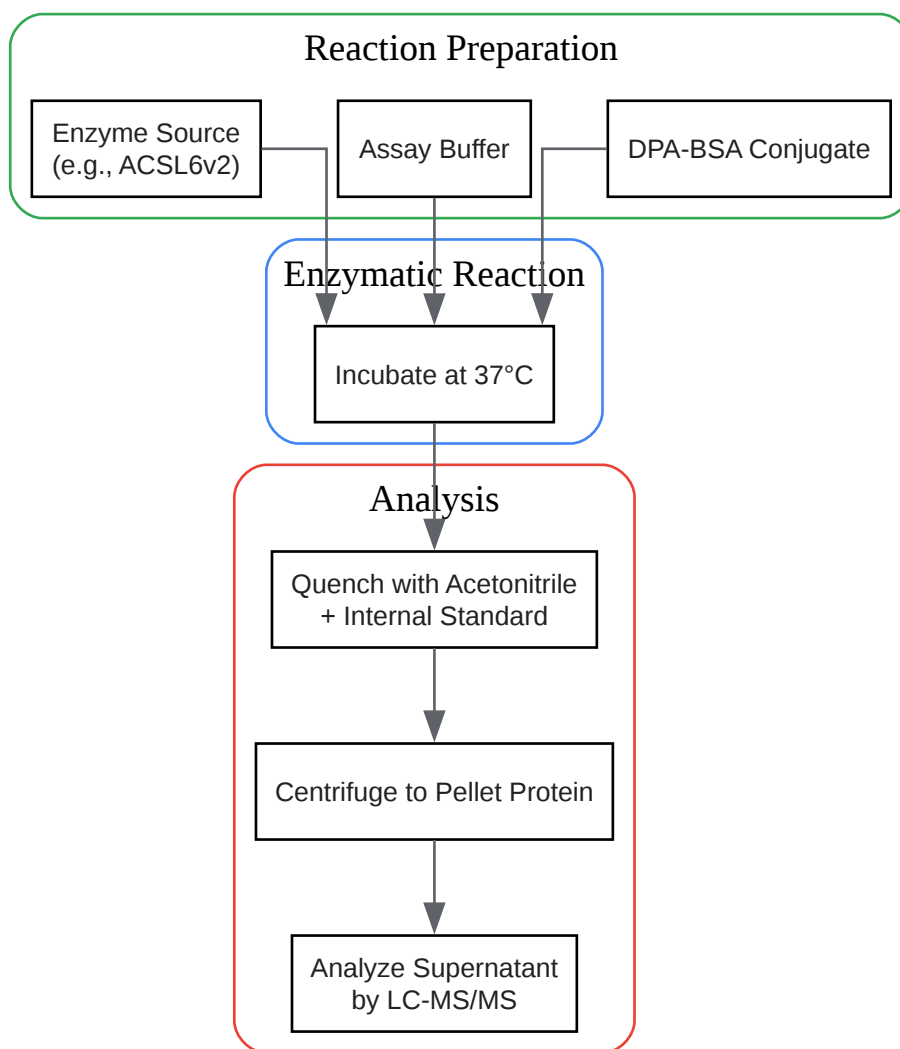 Reaction Preparation
Enzyme Source
(e.g., ACSL6v2)
Assay Buffer
DPA-BSA Conjugate
Enzymatic Reaction
Incubate at 37°C
Analysis
Quench with Acetonitrile
+ Internal Standard
Centrifuge to Pellet Protein
Analyze Supernatant
by LC-MS/MS